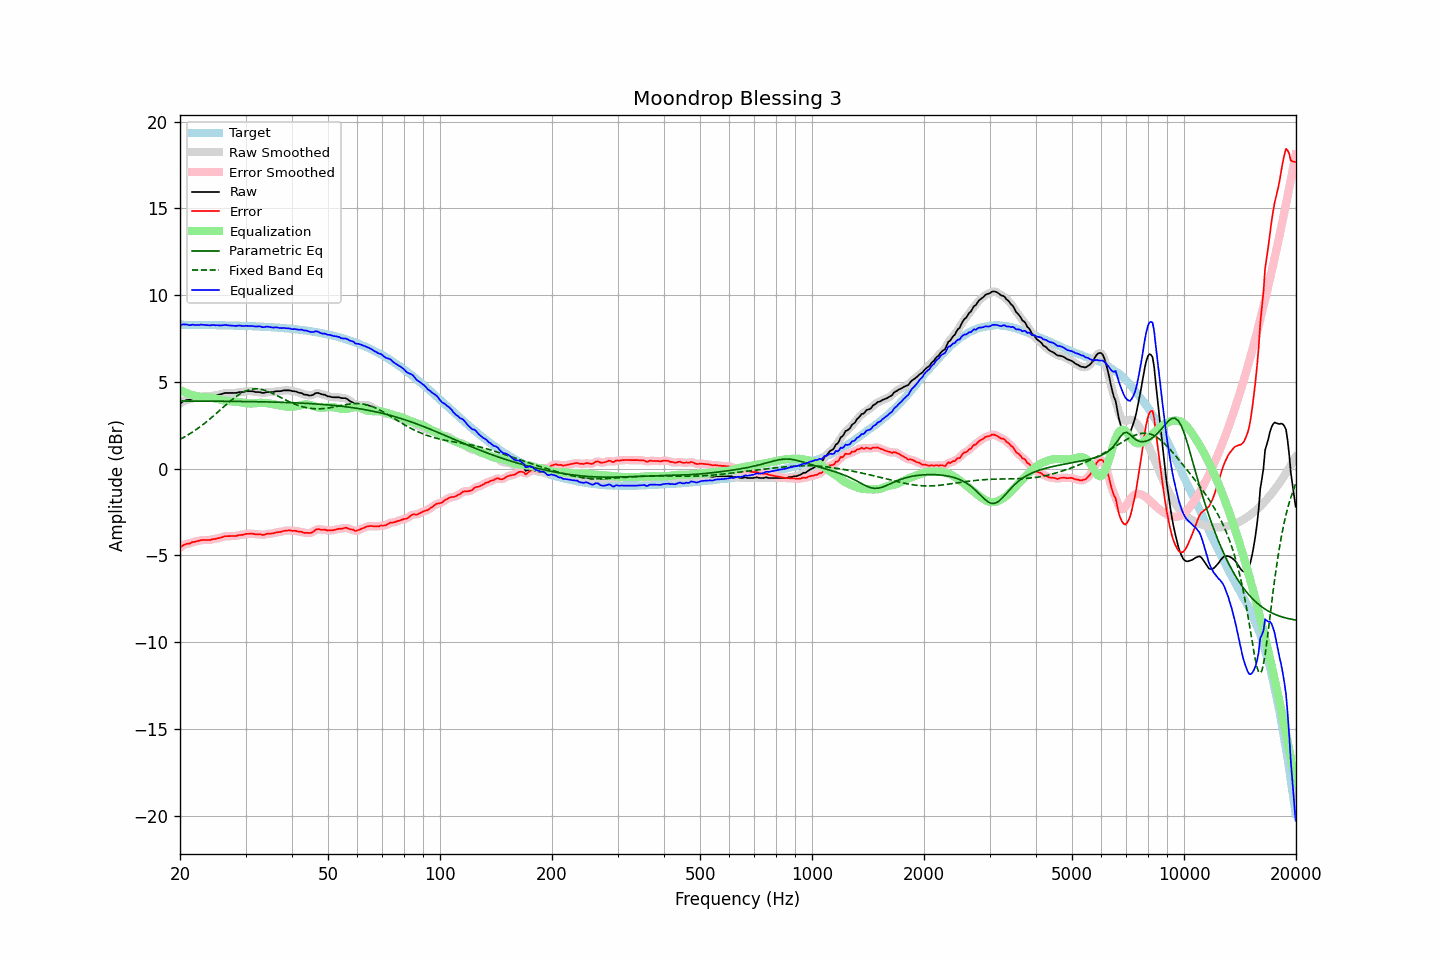 Moondrop Blessing 3
Target
Raw Smoothed
Error Smoothed
Raw
Error
Equalization
Parametric Eq
Fixed Band Eq
Equalized
20
15
10
5
0
−5
−10
−15
−20
Amplitude (dBr)
20
50
100
200
500
1000
2000
5000
10000
20000
Frequency (Hz)